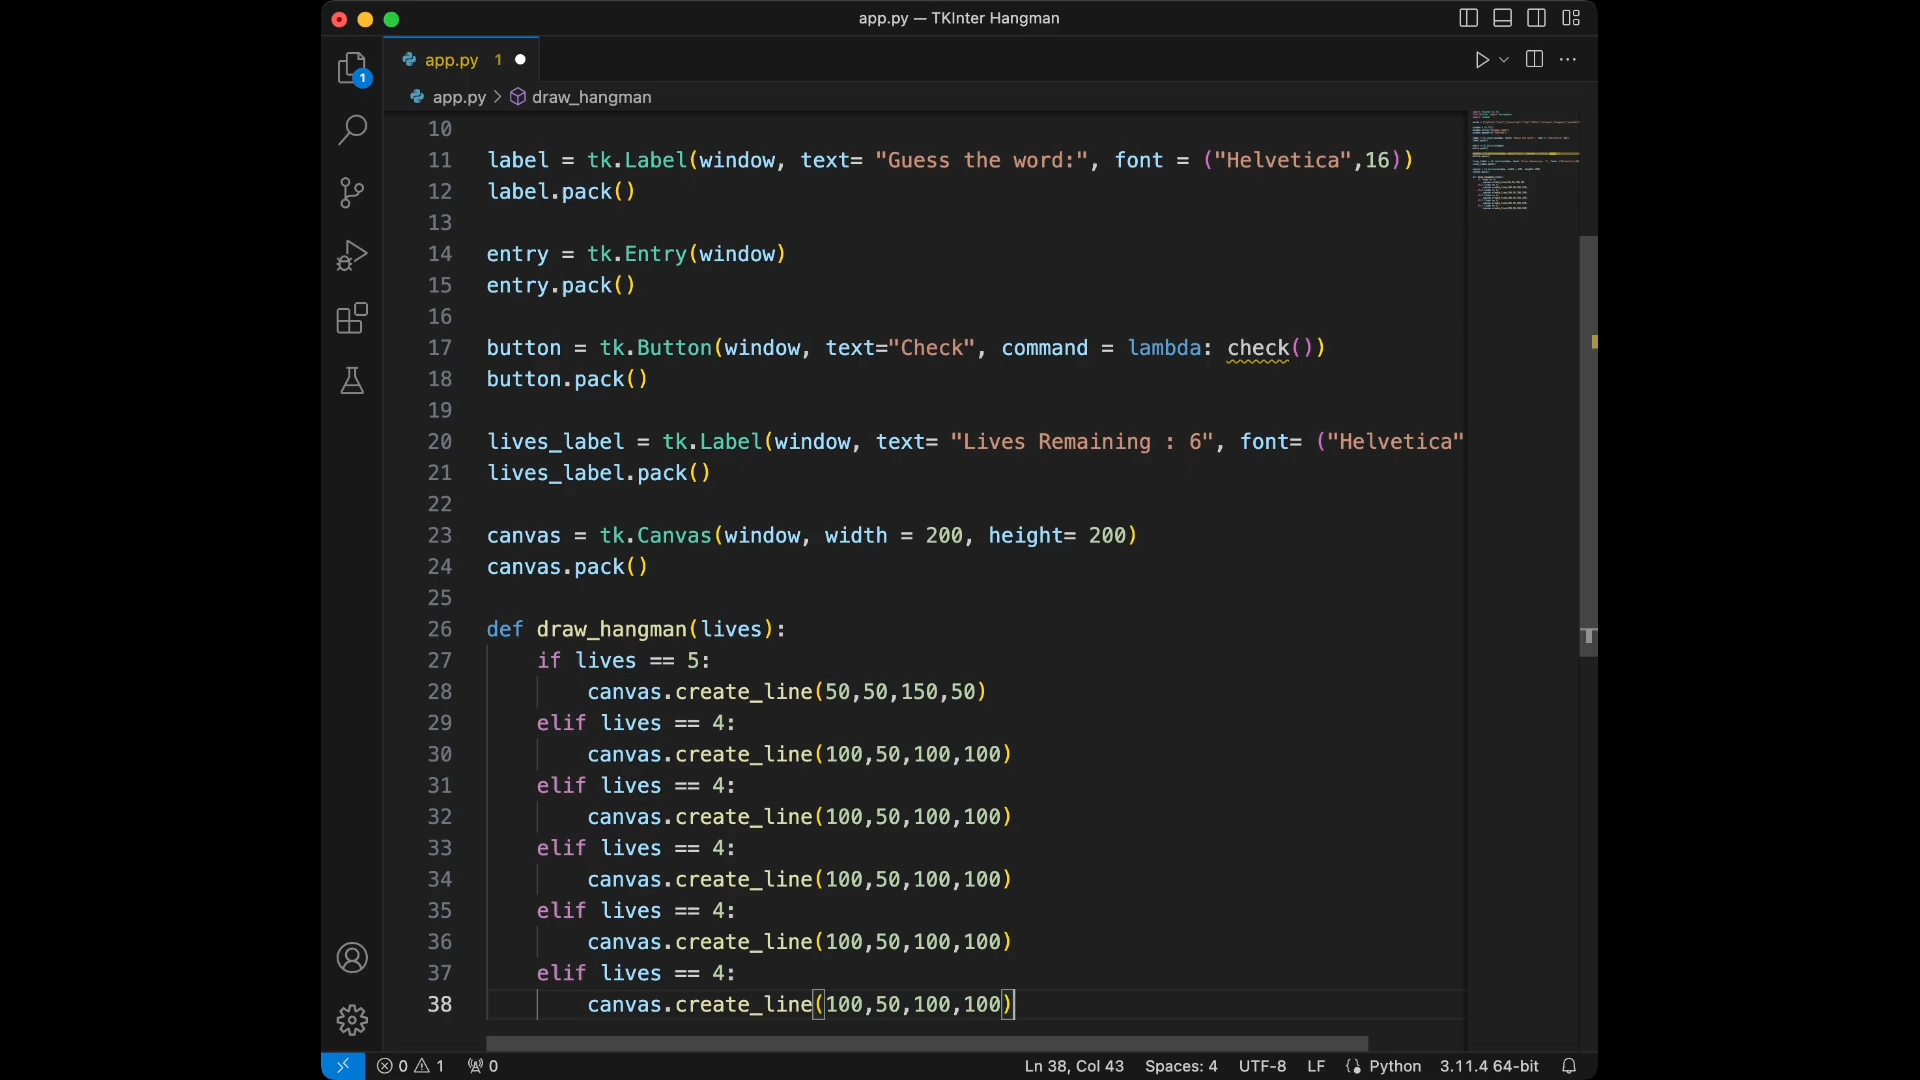 app.py — TKInter Hangman
1
app.py 1
app.py > draw_hangman
10
11 label = tk.Label(window, text= "Guess the word:", font = ("Helvetica",16))
12 label.pack()
13
14 entry = tk.Entry(window)
15 entry.pack()
16
17 button = tk.Button(window, text="Check", command = lambda: check())
18 button.pack()
19
20 lives_label = tk.Label(window, text= "Lives Remaining : 6", font= ("Helvetica"
21 lives_label.pack()
22
23 canvas = tk.Canvas(window, width = 200, height= 200)
24 canvas.pack()
25
26 def draw_hangman(lives):
27     if lives == 5:
28         canvas.create_line(50,50,150,50)
29     elif lives == 4:
30         canvas.create_line(100,50,100,100)
31     elif lives == 4:
32         canvas.create_line(100,50,100,100)
33     elif lives == 4:
34         canvas.create_line(100,50,100,100)
35     elif lives == 4:
36         canvas.create_line(100,50,100,100)
37     elif lives == 4:
38         canvas.create_line(100,50,100,100)
0 1 0 Ln 38, Col 43 Spaces: 4 UTF-8 LF Python 3.11.4 64-bit